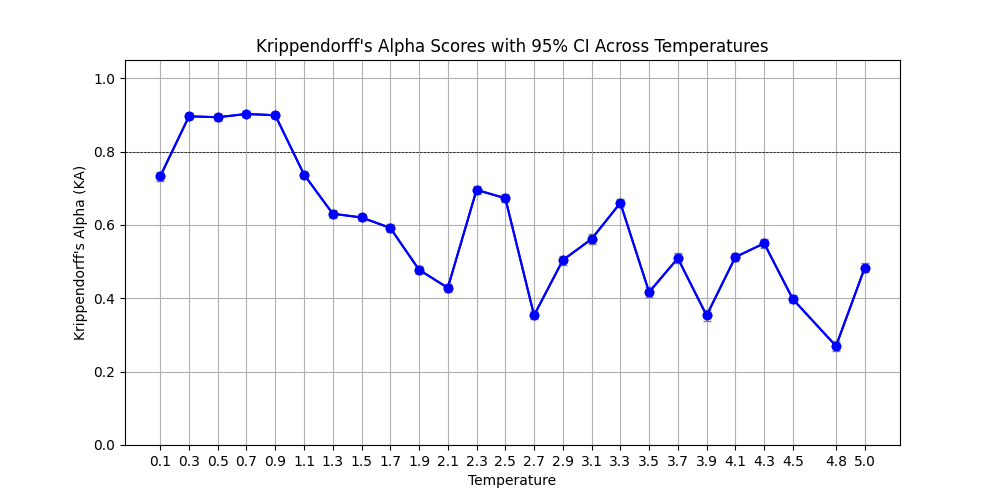 Krippendorff's Alpha Scores with 95% CI Across Temperatures
Krippendorff's Alpha (KA)
1.0
0.8
0.6
0.4
0.2
0.0
0.1 0.3 0.5 0.7 0.9 1.1 1.3 1.5 1.7 1.9 2.1 2.3 2.5 2.7 2.9 3.1 3.3 3.5 3.7 3.9 4.1 4.3 4.5 4.8 5.0
Temperature